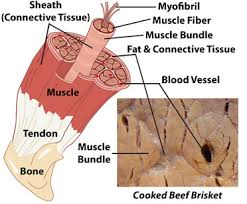 Sheath
(Connective Tissue)
Myofibril
Muscle Fiber
Muscle Bundle
Fat & Connective Tissue
Blood Vessel
Muscle
Tendon
Bone
Muscle
Bundle
Cooked Beef Brisket